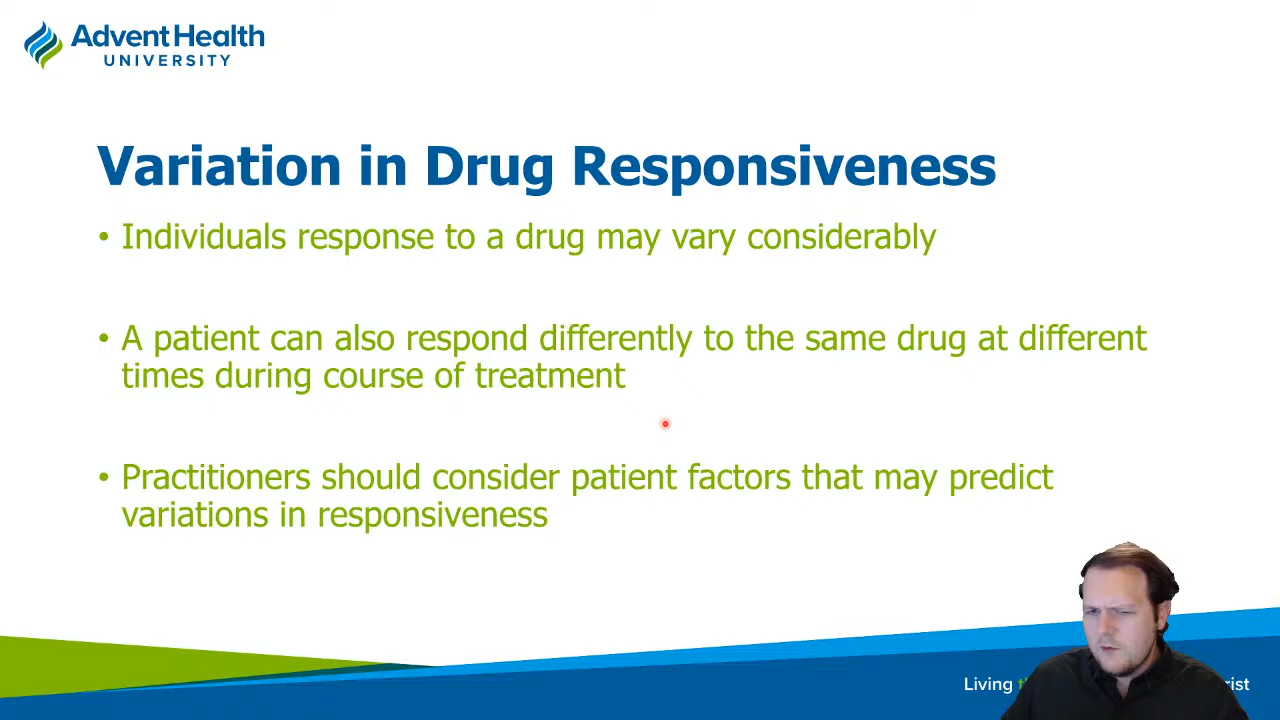 Advent Health
UNIVERSITY
Variation in Drug Responsiveness
• Individuals response to a drug may vary considerably
• A patient can also respond differently to the same drug at different
times during course of treatment
• Practitioners should consider patient factors that may predict
variations in responsiveness
Living